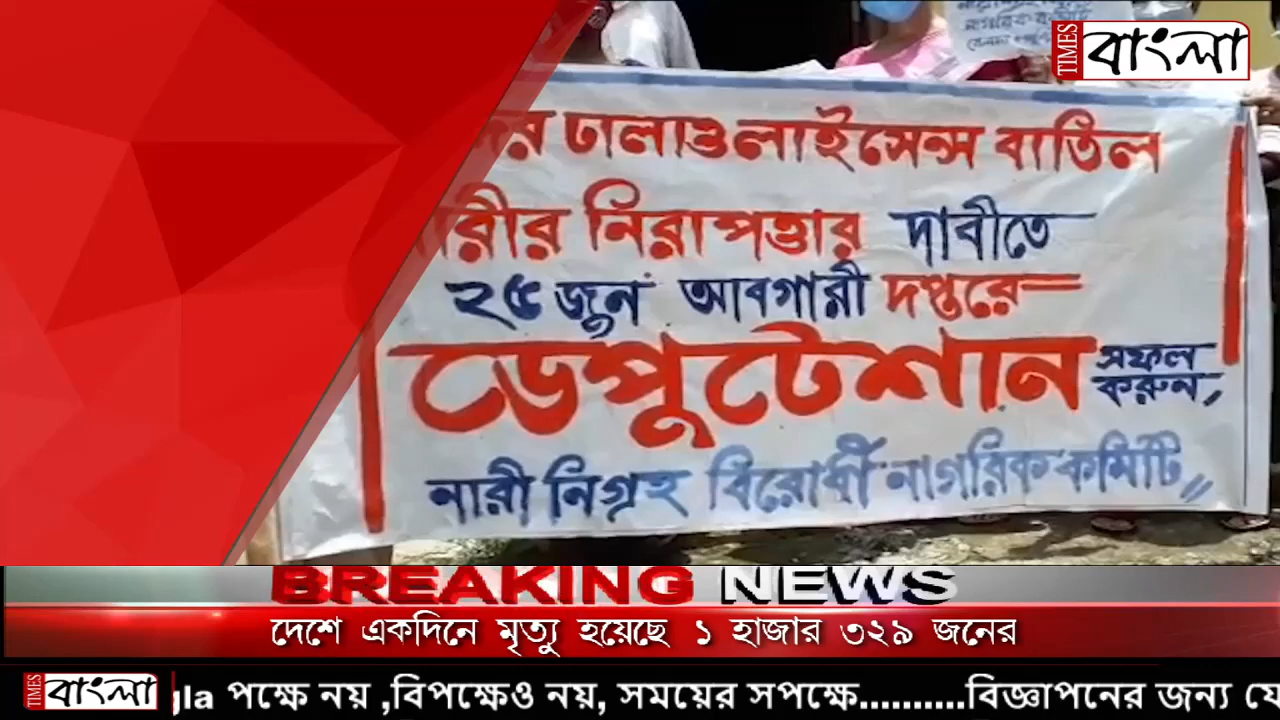 TIMES বাংলা
ঢালাও লাইসেন্স বাতিল
নারীর নিরাপত্তার দাবীতে
২৫ জুন আবগারী দপ্তরে
ডেপুটেশান সফল করুন,
নারী নিগ্রহ বিরোধী নাগরিক কমিটি
BREAKING NEWS
দেশে একদিনে মৃত্যু হয়েছে ১ হাজার ৩২৯ জনের
TIMES বাংলা
gla পক্ষে নয় ,বিপক্ষেও নয়, সময়ের সপক্ষে..........বিজ্ঞাপনের জন্য যে